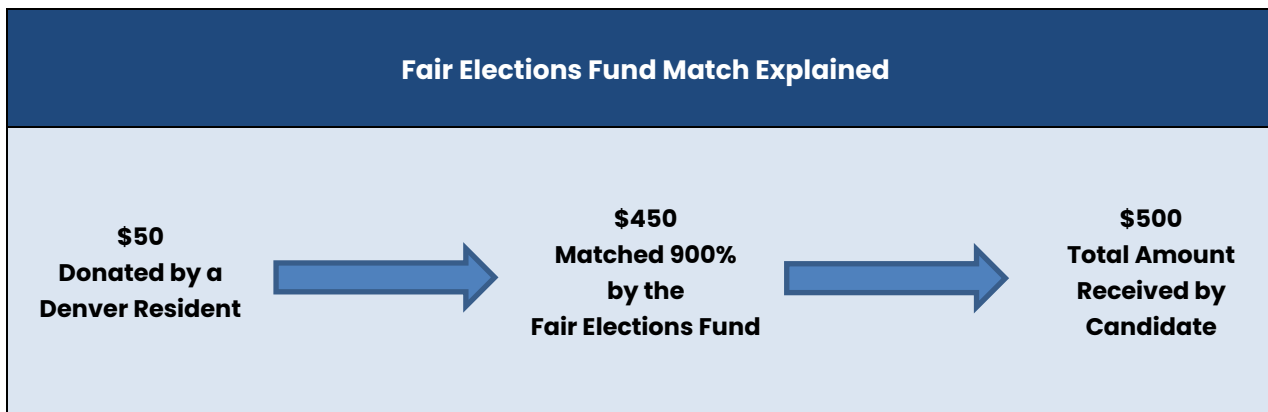 Fair Elections Fund Match Explained
$50
Donated by a
Denver Resident
$450
Matched 900%
by the
Fair Elections Fund
$500
Total Amount
Received by
Candidate